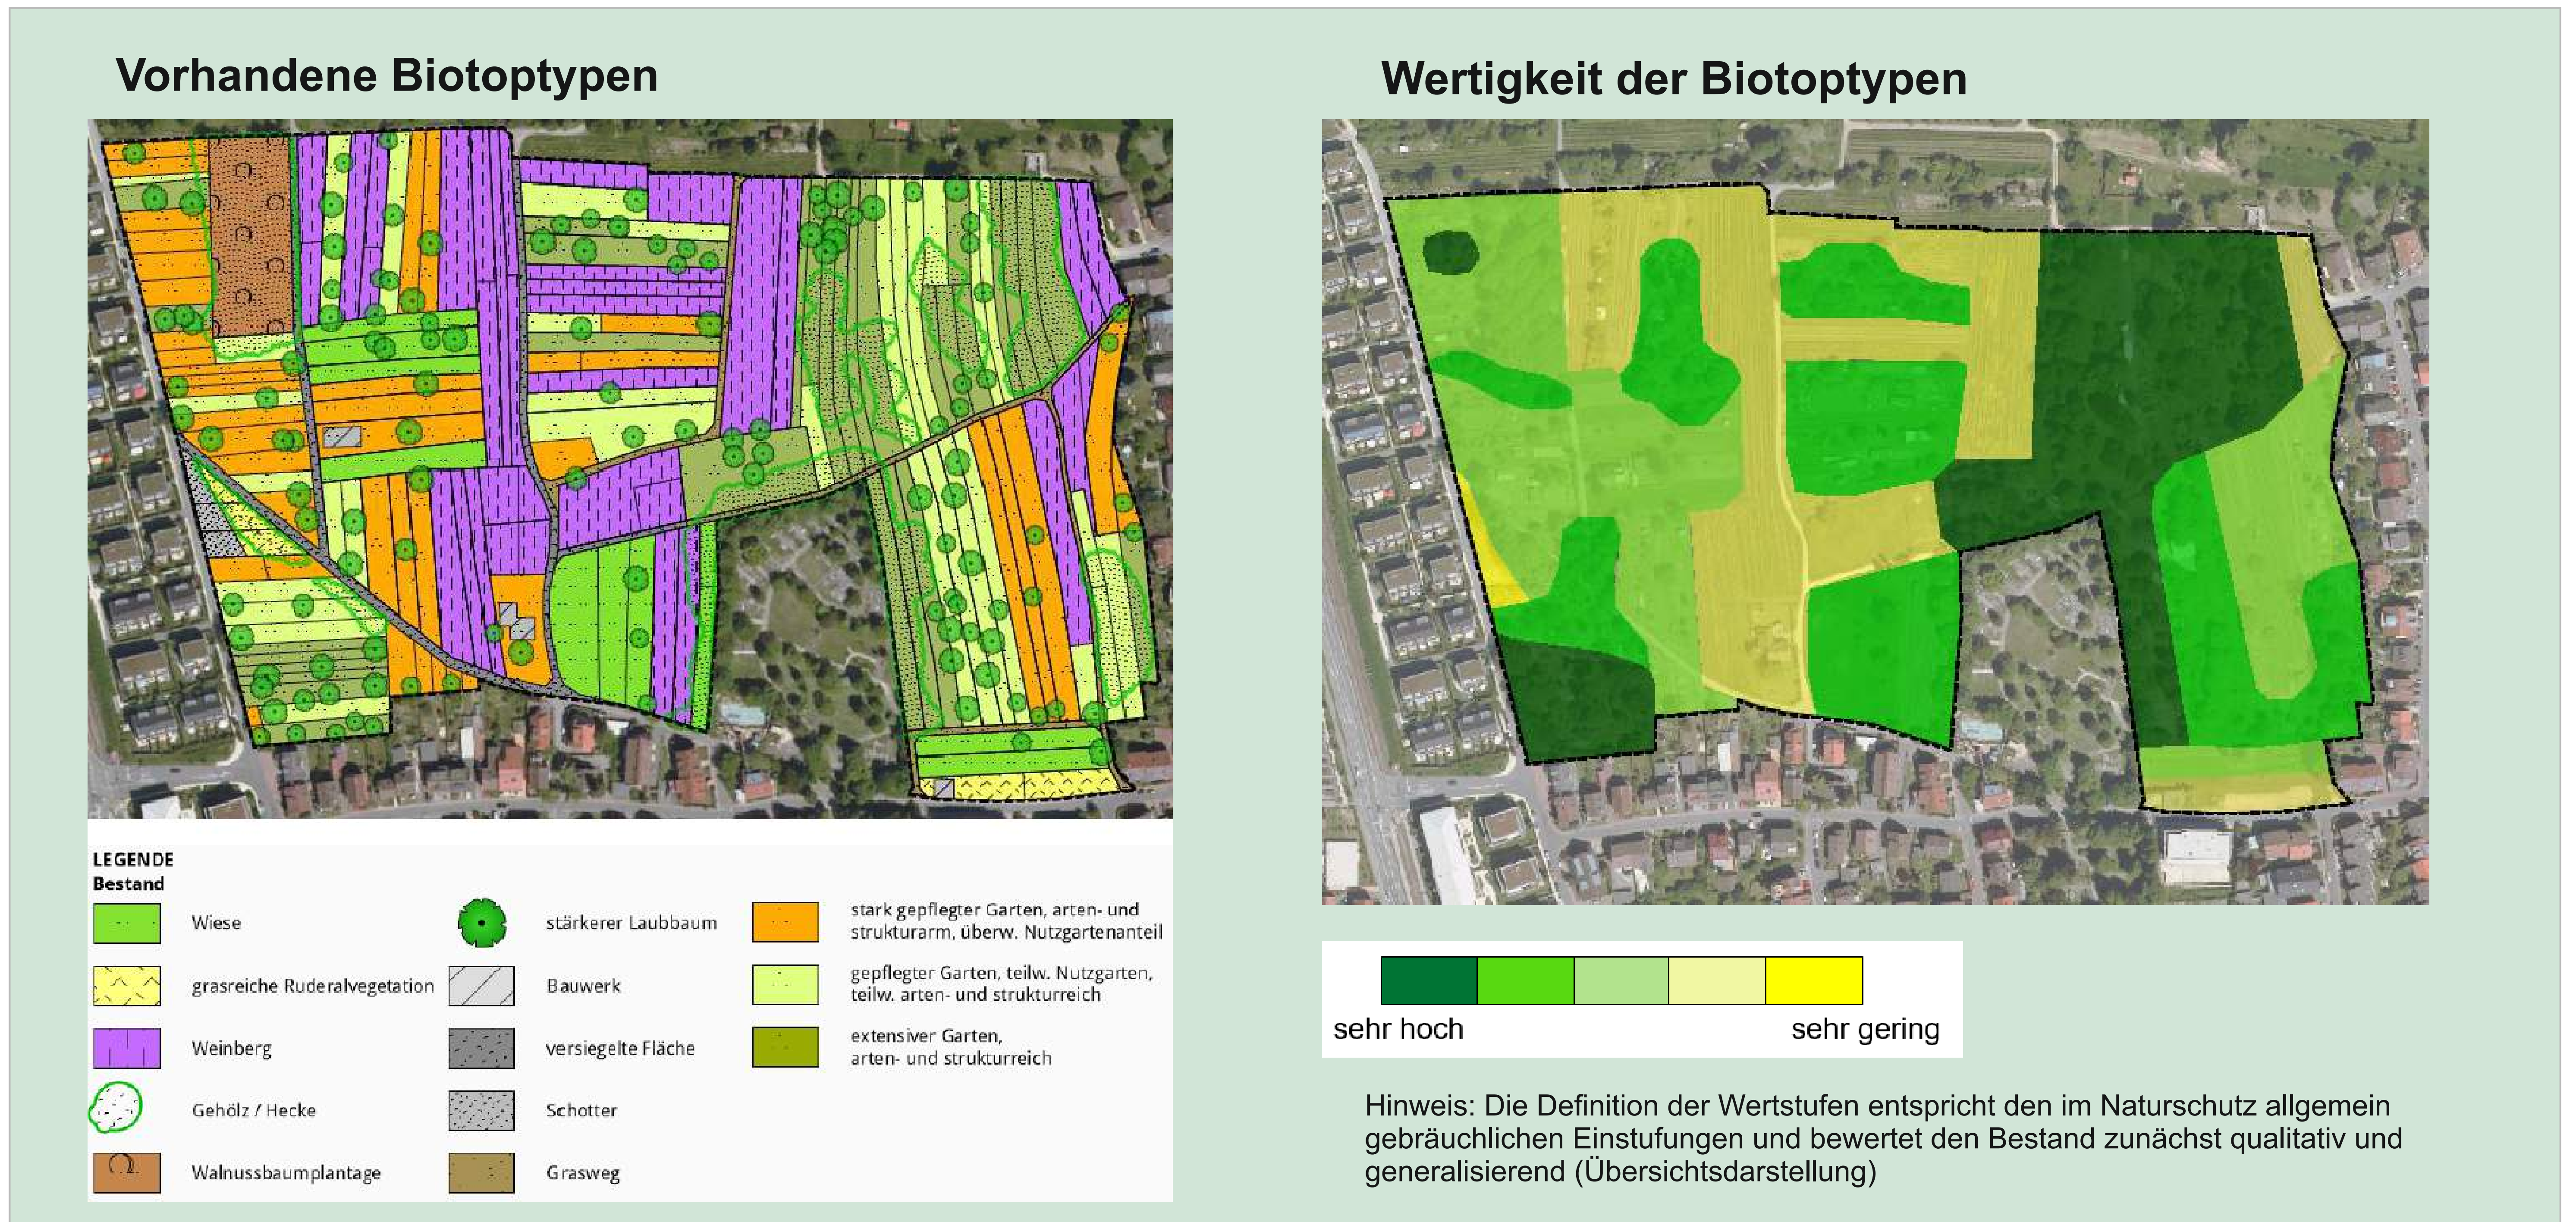 Vorhandene Biotoptypen
Wertigkeit der Biotoptypen
LEGENDE
Bestand
Wiese
grasreiche Ruderalvegetation
Weinberg
Gehölz / Hecke
Walnussbaumplantage
stärkerer Laubbaum
Bauwerk
versiegelte Fläche
Schotter
Grasweg
stark gepflegter Garten, arten- und
strukturarm, überw. Nutzgartenanteil
gepflegter Garten, teilw. Nutzgarten,
teilw. arten- und strukturreich
extensiver Garten,
arten- und strukturreich
sehr hoch
sehr gering
Hinweis: Die Definition der Wertstufen entspricht den im Naturschutz allgemein
gebräuchlichen Einstufungen und bewertet den Bestand zunächst qualitativ und
generalisierend (Übersichtsdarstellung)